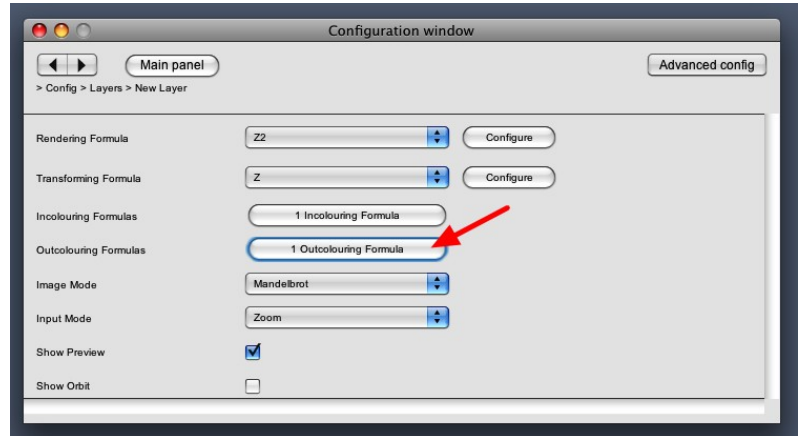 Configuration window
Main panel
Advanced config
> Config > Layers > New Layer
Rendering Formula Z2 Configure
Transforming Formula Z Configure
Incolouring Formulas 1 Incolouring Formula
Outcolouring Formulas 1 Outcolouring Formula
Image Mode Mandelbrot
Input Mode Zoom
Show Preview
Show Orbit